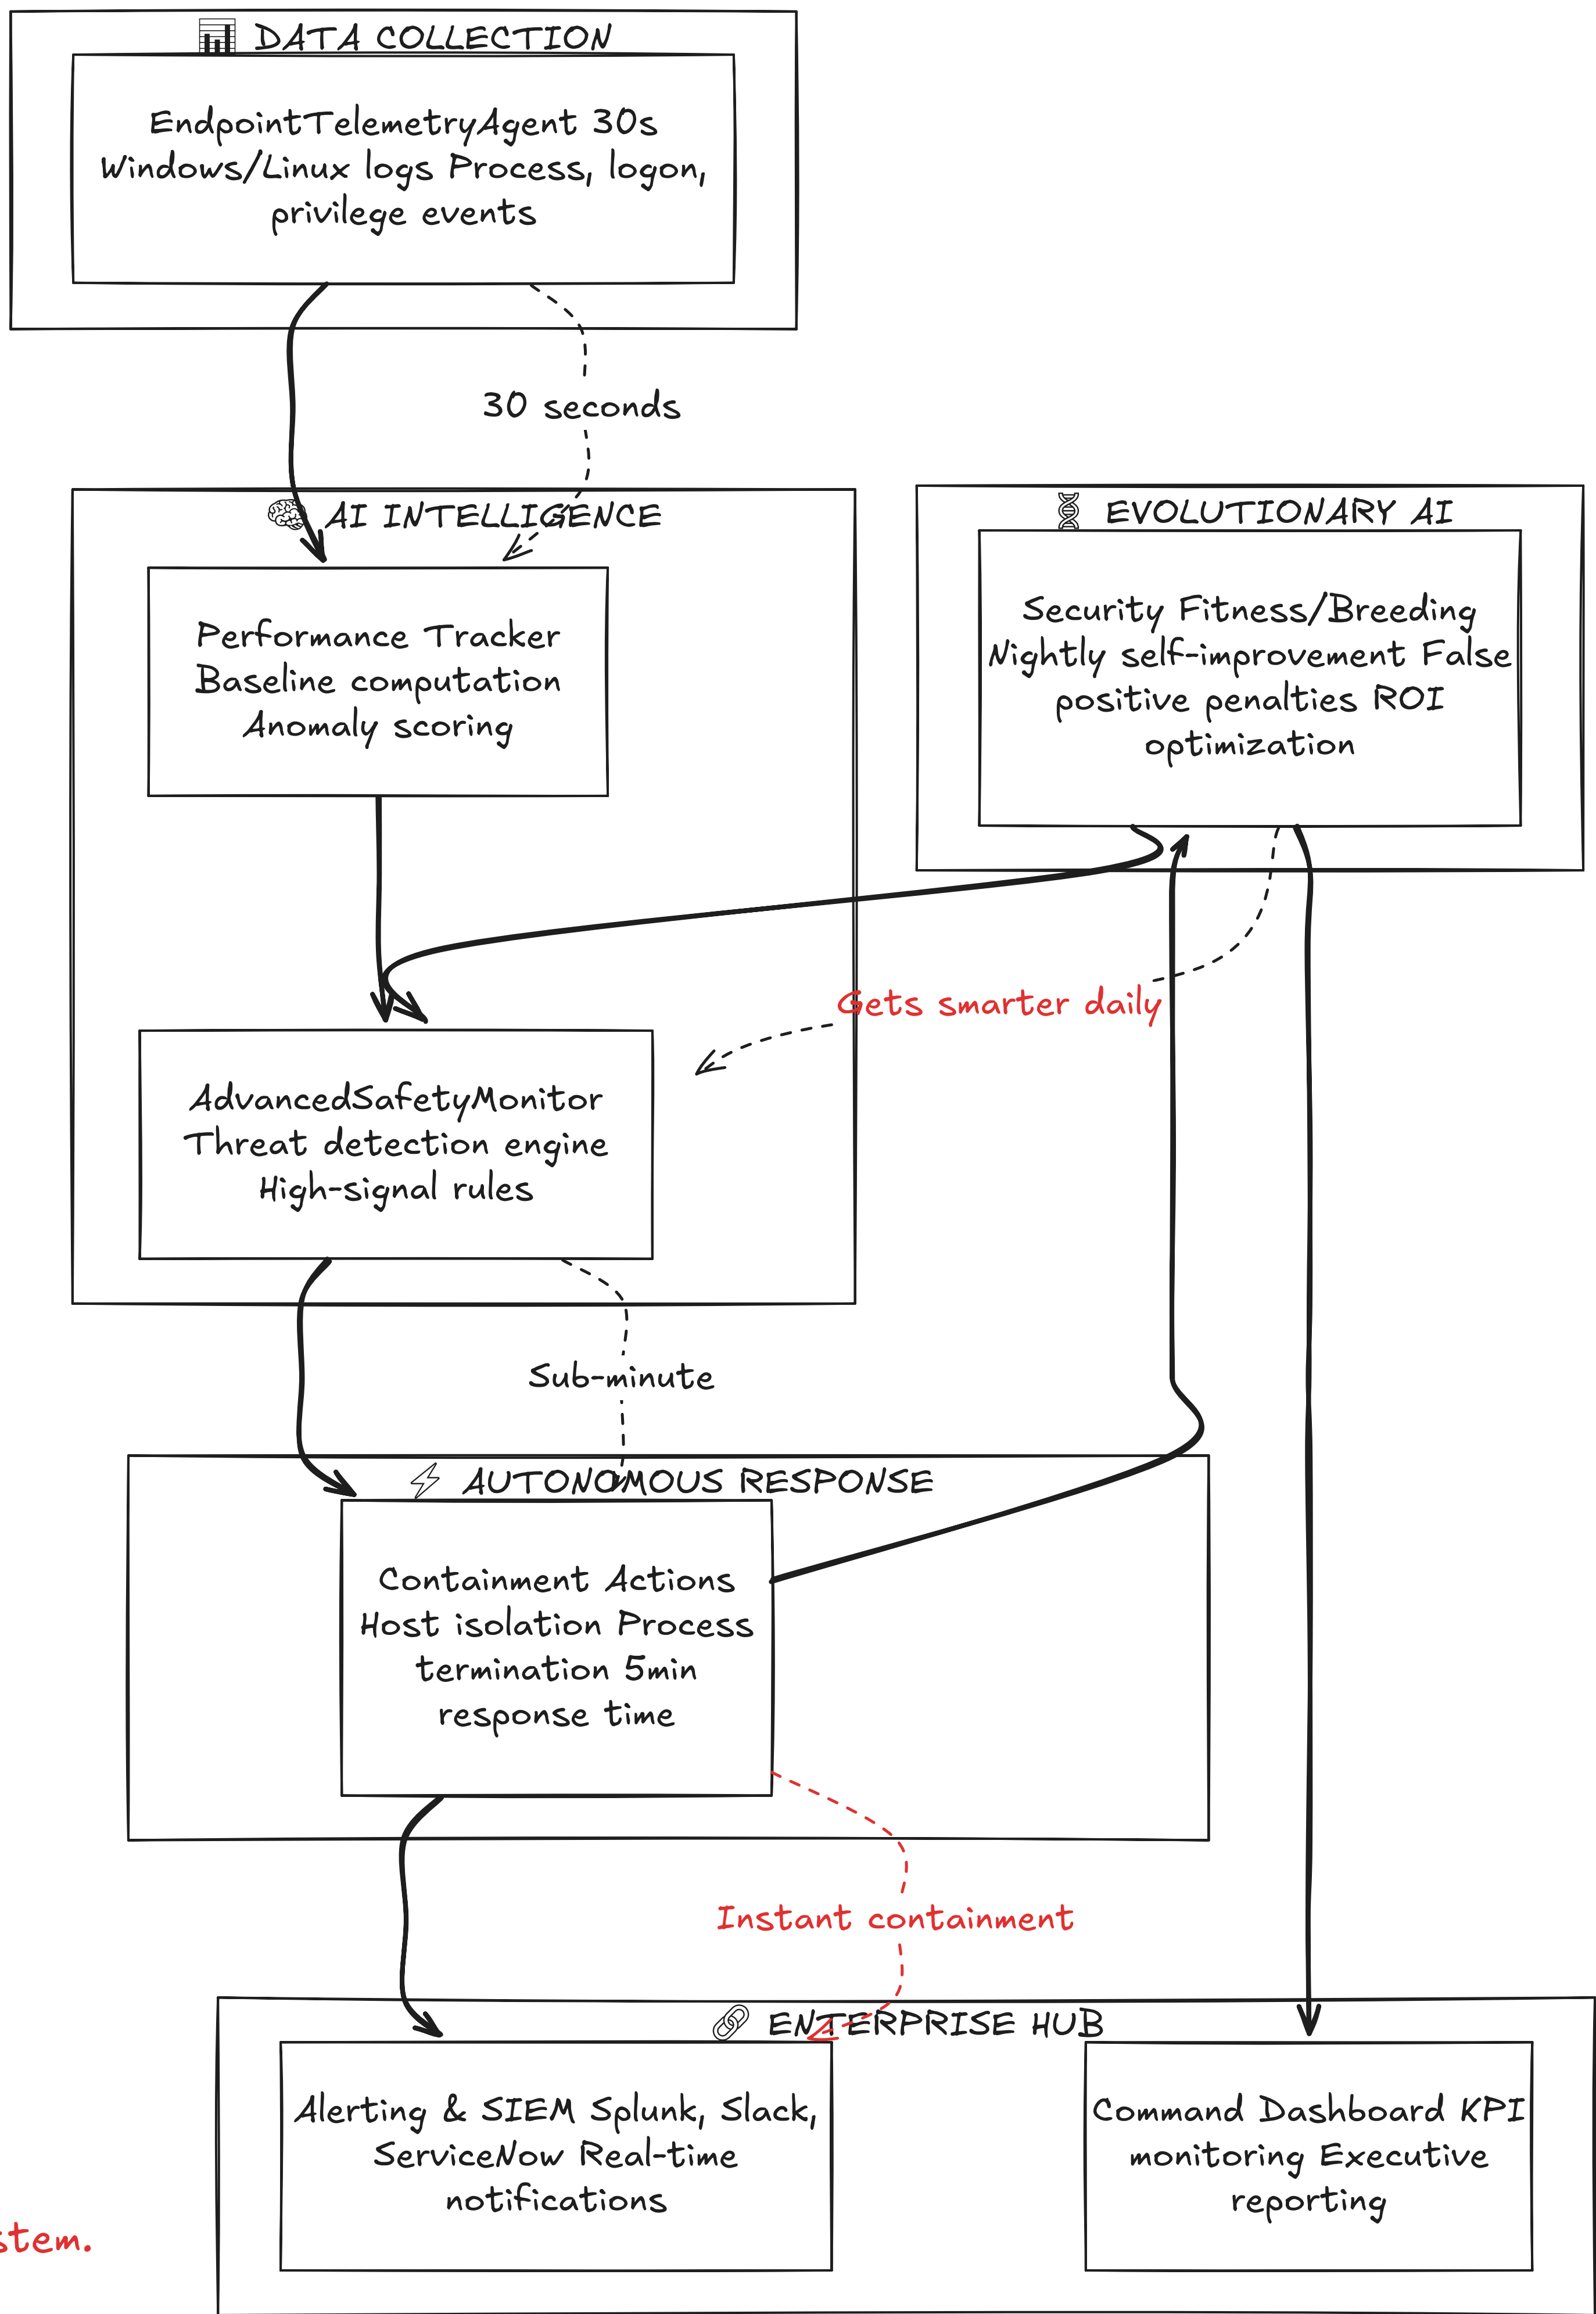 DATA COLLECTION
EndpointTelemetryAgent 30s
Windows/Linux logs Process, logon,
privilege events
30 seconds
AI INTELLIGENCE
Performance Tracker
Baseline computation
Anomaly scoring
EVOLUTIONARY AI
Security Fitness/Breeding
Nightly self-improvement False
positive penalties ROI
optimization
Gets smarter daily
AdvancedSafetyMonitor
Threat detection engine
High-signal rules
Sub-minute
AUTONOMOUS RESPONSE
Containment Actions
Host isolation Process
termination 5min
response time
Instant containment
ENTERPRISE HUB
Alerting & SIEM Splunk, Slack,
ServiceNow Real-time
notifications
Command Dashboard KPI
monitoring Executive
reporting
stem.